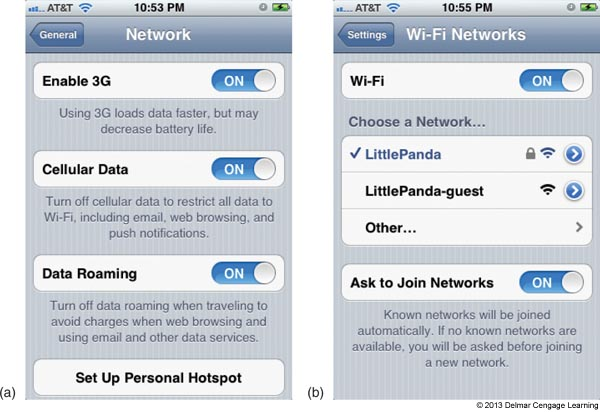 AT&T 10:53 PM
General Network
Enable 3G ON
Using 3G loads data faster, but may
decrease battery life.
Cellular Data ON
Turn off cellular data to restrict all data to
Wi-Fi, including email, web browsing, and
push notifications.
Data Roaming ON
Turn off data roaming when traveling to
avoid charges when web browsing and
using email and other data services.
Set Up Personal Hotspot
(a)
AT&T 10:55 PM
Settings Wi-Fi Networks
Wi-Fi ON
Choose a Network...
LittlePanda
LittlePanda-guest
Other...
Ask to Join Networks ON
Known networks will be joined
automatically. If no known networks are
available, you will be asked before joining
a new network.
(b)
© 2013 Delmar Cengage Learning